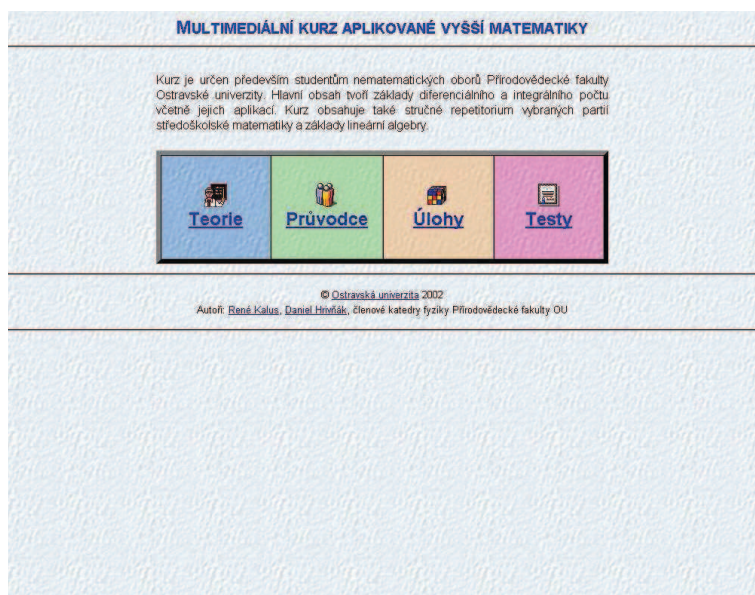 MULTIMEDIÁLNÍ KURZ APLIKOVANÉ VYŠŠÍ MATEMATIKY
Kurz je určen především studentům nematematických oborů Přírodovědecké fakulty
Ostravské univerzity. Hlavní obsah tvoří základy diferenciálního a integrálního počtu
včetně jejich aplikací. Kurz obsahuje také stručné repetitorium vybraných partií
středoškolské matematiky a základy lineární algebry.
Teorie Průvodce Úlohy Testy
© Ostravská univerzita 2002
Autoři: René Kalus, Daniel Hrivňák, členové katedry fyziky Přírodovědecké fakulty OU